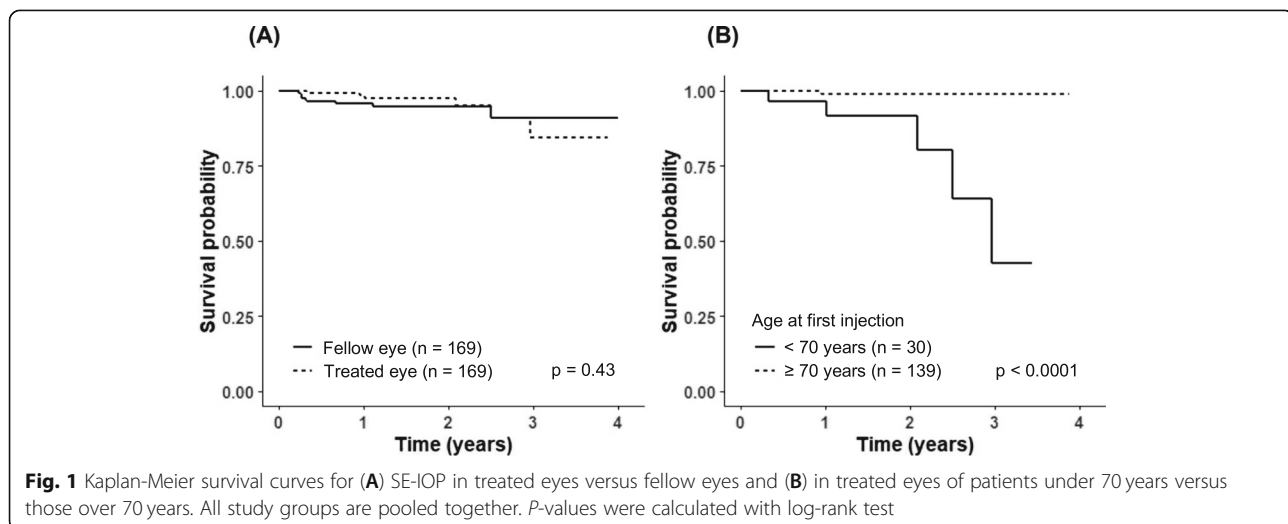 (A)
Survival probability
1.00
0.75
0.50
0.25
0.00
Fellow eye (n = 169)
Treated eye (n = 169)
p = 0.43
0 1 2 3 4
Time (years)
(B)
Survival probability
1.00
0.75
0.50
0.25
0.00
Age at first injection
< 70 years (n = 30)
≥ 70 years (n = 139)
p < 0.0001
0 1 2 3 4
Time (years)
Fig. 1 Kaplan-Meier survival curves for (A) SE-IOP in treated eyes versus fellow eyes and (B) in treated eyes of patients under 70 years versus
those over 70 years. All study groups are pooled together. P-values were calculated with log-rank test